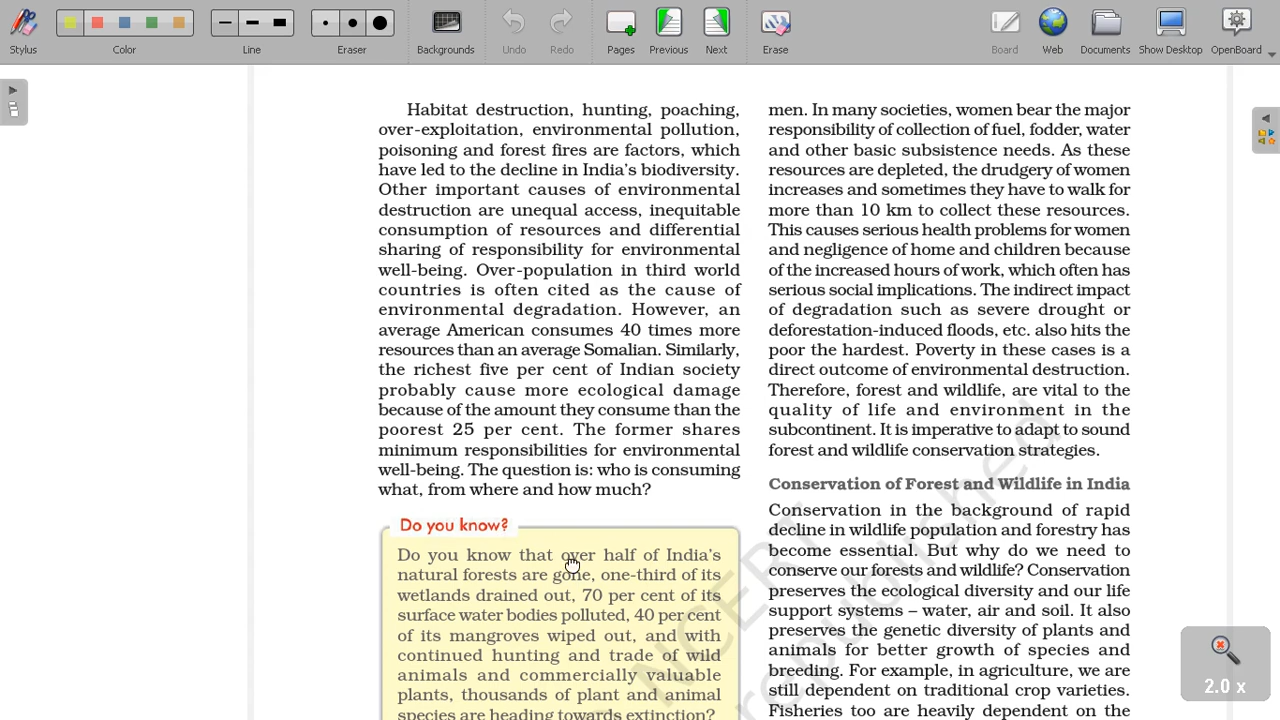 Stylus
Color
Line
Eraser
Backgrounds
Undo
Redo
Pages
Previous
Next
Erase
Board
Web
Documents
Show Desktop
OpenBoard
Habitat destruction, hunting, poaching,
over-exploitation, environmental pollution,
poisoning and forest fires are factors, which
have led to the decline in India's biodiversity.
Other important causes of environmental
destruction are unequal access, inequitable
consumption of resources and differential
sharing of responsibility for environmental
well-being. Over-population in third world
countries is often cited as the cause of
environmental degradation. However, an
average American consumes 40 times more
resources than an average Somalian. Similarly,
the richest five per cent of Indian society
probably cause more ecological damage
because of the amount they consume than the
poorest 25 per cent. The former shares
minimum responsibilities for environmental
well-being. The question is: who is consuming
what, from where and how much?
Do you know?
Do you know that over half of India's
natural forests are gone, one-third of its
wetlands drained out, 70 per cent of its
surface water bodies polluted, 40 per cent
of its mangroves wiped out, and with
continued hunting and trade of wild
animals and commercially valuable
plants, thousands of plant and animal
species are heading towards extinction?
men. In many societies, women bear the major
responsibility of collection of fuel, fodder, water
and other basic subsistence needs. As these
resources are depleted, the drudgery of women
increases and sometimes they have to walk for
more than 10 km to collect these resources.
This causes serious health problems for women
and negligence of home and children because
of the increased hours of work, which often has
serious social implications. The indirect impact
of degradation such as severe drought or
deforestation-induced floods, etc. also hits the
poor the hardest. Poverty in these cases is a
direct outcome of environmental destruction.
Therefore, forest and wildlife, are vital to the
quality of life and environment in the
subcontinent. It is imperative to adapt to sound
forest and wildlife conservation strategies.
Conservation of Forest and Wildlife in India
Conservation in the background of rapid
decline in wildlife population and forestry has
become essential. But why do we need to
conserve our forests and wildlife? Conservation
preserves the ecological diversity and our life
support systems – water, air and soil. It also
preserves the genetic diversity of plants and
animals for better growth of species and
breeding. For example, in agriculture, we are
still dependent on traditional crop varieties.
Fisheries too are heavily dependent on the
NCERT
republished
2.0 x